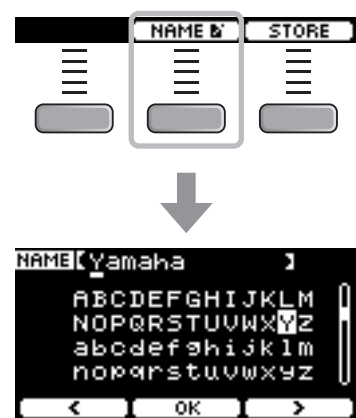 NAME STORE
NAME [Yamaha ]
ABCDEFGHIJKLM
NOPQRSTUVWXYZ
abcdefghijklm
nopqrstuvwxyz
< OK >